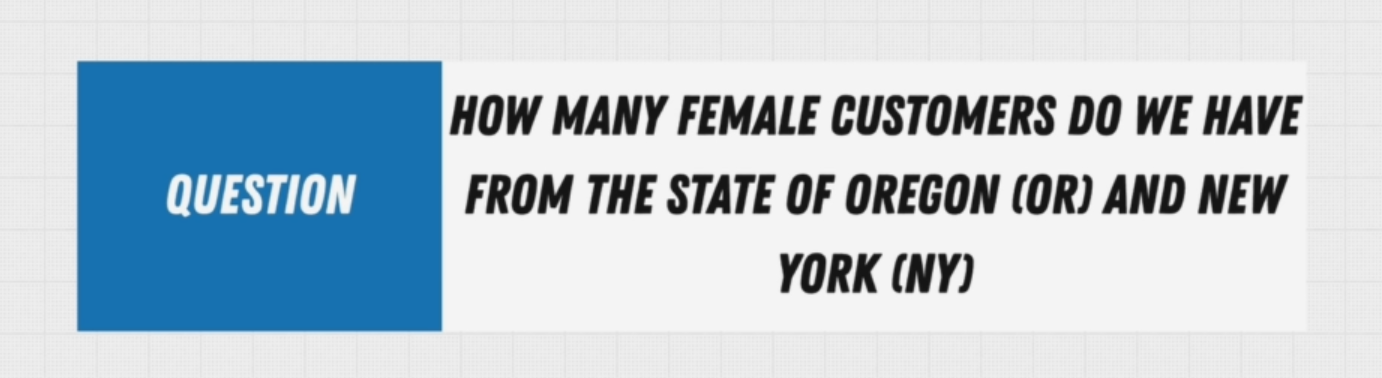 QUESTION
HOW MANY FEMALE CUSTOMERS DO WE HAVE
FROM THE STATE OF OREGON (OR) AND NEW
YORK (NY)